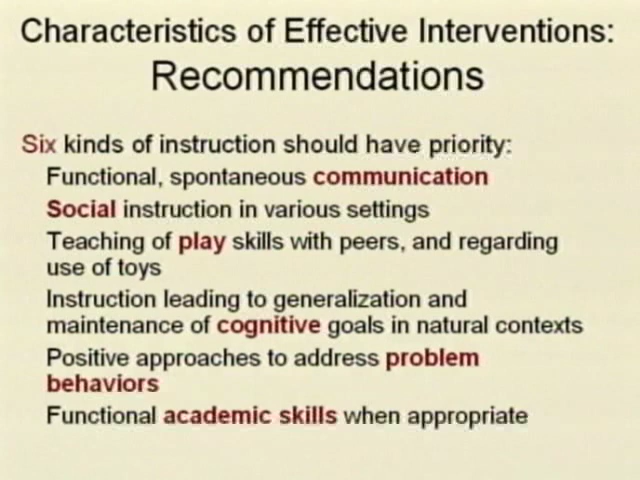 Characteristics of Effective Interventions:
Recommendations
Six kinds of instruction should have priority:
Functional, spontaneous communication
Social instruction in various settings
Teaching of play skills with peers, and regarding
use of toys
Instruction leading to generalization and
maintenance of cognitive goals in natural contexts
Positive approaches to address problem
behaviors
Functional academic skills when appropriate